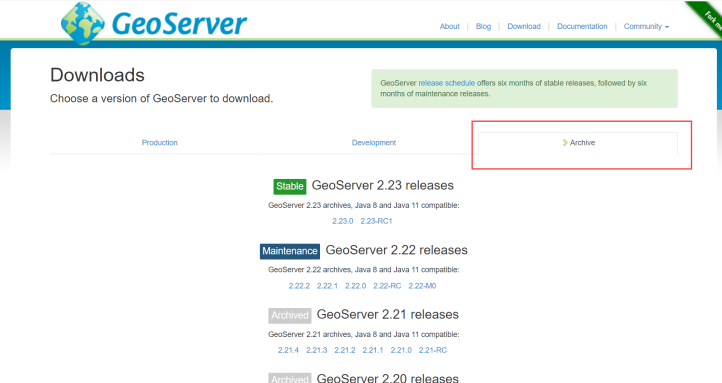 GeoServer
About | Blog | Download | Documentation | Community
Fork me
Downloads
Choose a version of GeoServer to download.
GeoServer release schedule offers six months of stable releases, followed by six
months of maintenance releases.
Production
Development
Archive
Stable GeoServer 2.23 releases
GeoServer 2.23 archives, Java 8 and Java 11 compatible:
2.23.0 2.23-RC1
Maintenance GeoServer 2.22 releases
GeoServer 2.22 archives, Java 8 and Java 11 compatible:
2.22.2 2.22.1 2.22.0 2.22-RC 2.22-M0
Archived GeoServer 2.21 releases
GeoServer 2.21 archives, Java 8 and Java 11 compatible:
2.21.4 2.21.3 2.21.2 2.21.1 2.21.0 2.21-RC
Archived GeoServer 2.20 releases